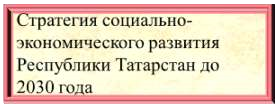 Стратегия социально-
экономического развития
Республики Татарстан до
2030 года